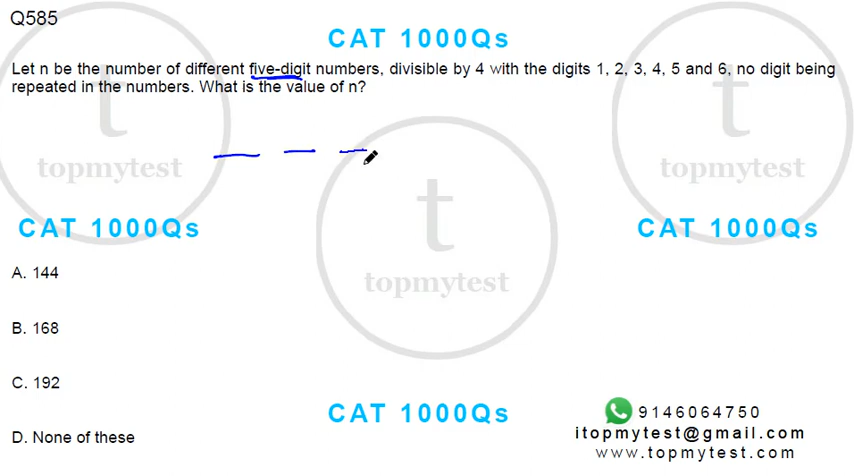 Q585
CAT 1000Qs
Let n be the number of different five-digit numbers, divisible by 4 with the digits 1, 2, 3, 4, 5 and 6, no digit being
repeated in the numbers. What is the value of n?
t
topmytest
t
topmytest
t
topmytest
CAT 1000Qs
CAT 1000Qs
A. 144
B. 168
C. 192
CAT 1000Qs
9146064750
itopmytest@gmail.com
www.topmytest.com
D. None of these